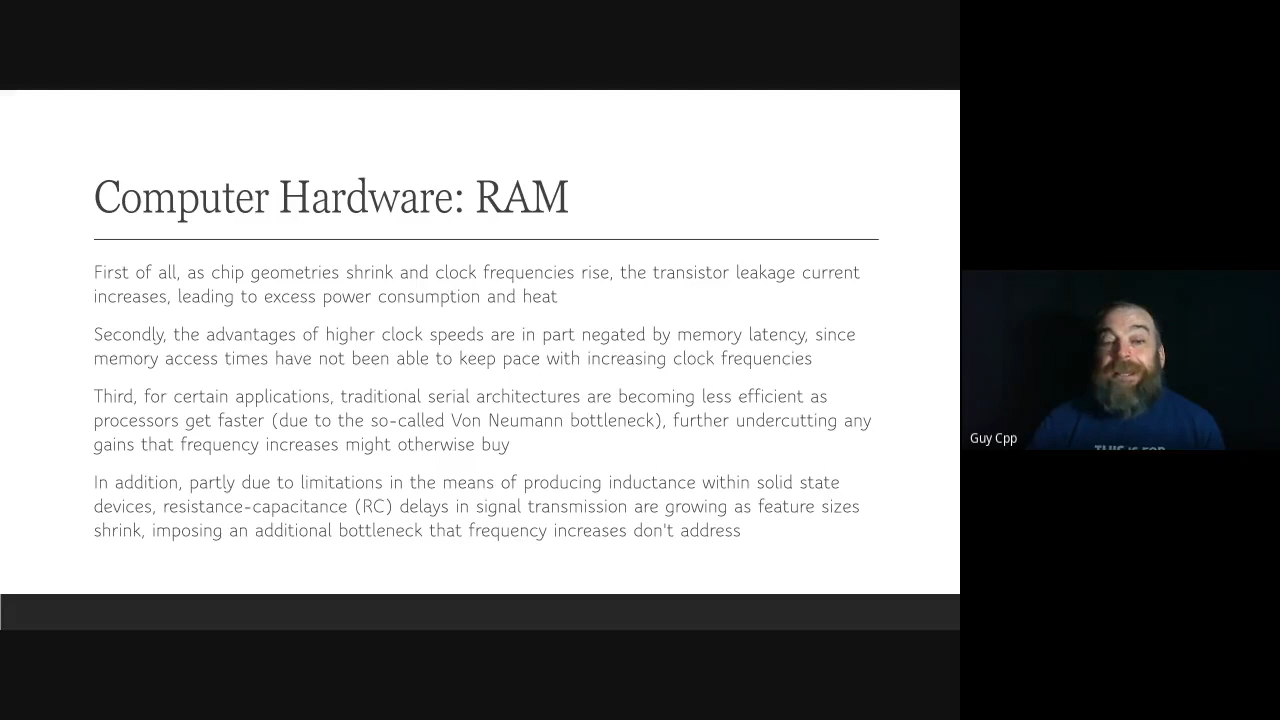 Computer Hardware: RAM
First of all, as chip geometries shrink and clock frequencies rise, the transistor leakage current
increases, leading to excess power consumption and heat
Secondly, the advantages of higher clock speeds are in part negated by memory latency, since
memory access times have not been able to keep pace with increasing clock frequencies
Third, for certain applications, traditional serial architectures are becoming less efficient as
processors get faster (due to the so-called Von Neumann bottleneck), further undercutting any
gains that frequency increases might otherwise buy
In addition, partly due to limitations in the means of producing inductance within solid state
devices, resistance-capacitance (RC) delays in signal transmission are growing as feature sizes
shrink, imposing an additional bottleneck that frequency increases don't address
Guy Cpp
THIS IS FOR